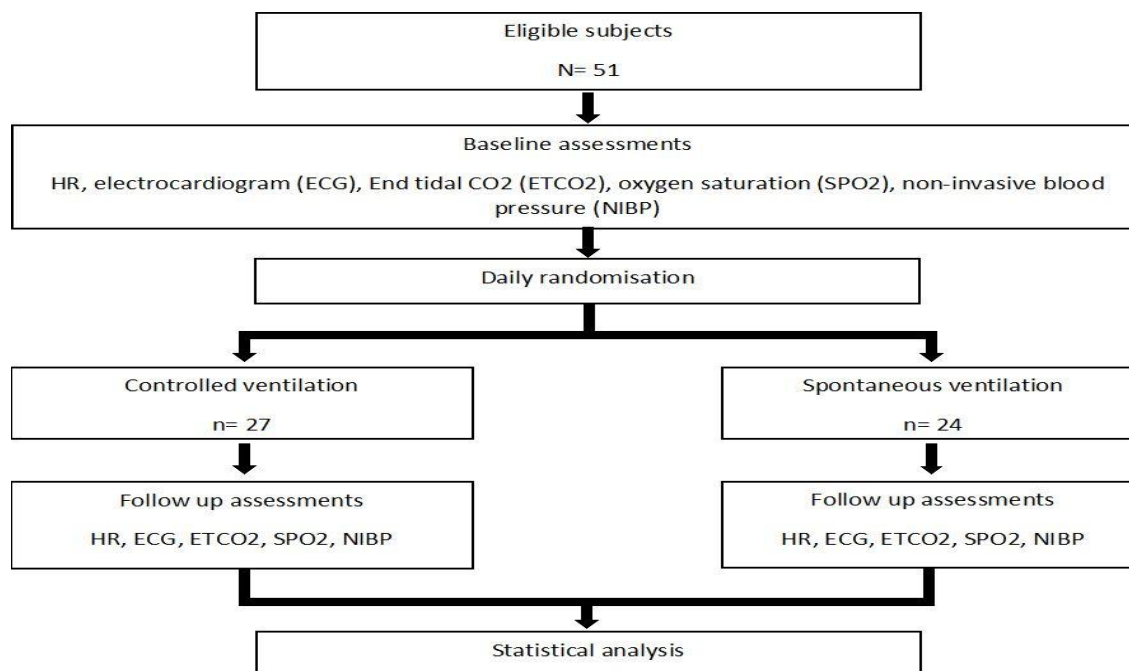 Eligible subjects
N= 51
Baseline assessments
HR, electrocardiogram (ECG), End tidal CO2 (ETCO2), oxygen saturation (SPO2), non-invasive blood
pressure (NIBP)
Daily randomisation
Controlled ventilation
n= 27
Spontaneous ventilation
n= 24
Follow up assessments
HR, ECG, ETCO2, SPO2, NIBP
Follow up assessments
HR, ECG, ETCO2, SPO2, NIBP
Statistical analysis